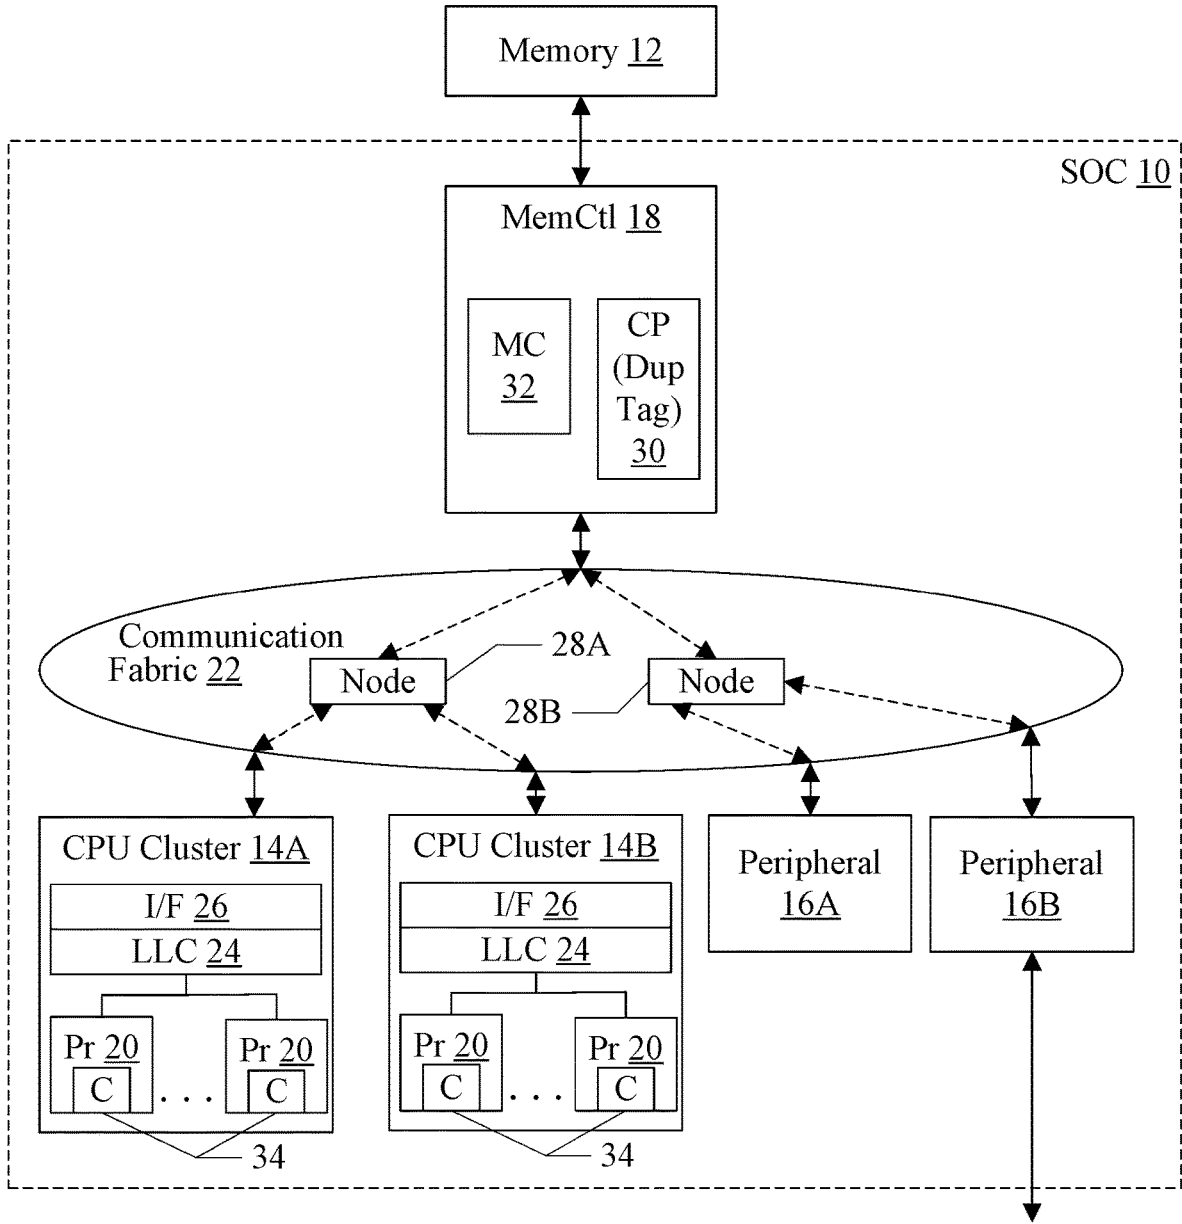 Memory 12
SOC 10
MemCtl 18
MC
32
CP
(Dup
Tag)
30
Communication
Fabric 22
Node
28A
28B
Node
CPU Cluster 14A
I/F 26
LLC 24
Pr 20
C
. . .
Pr 20
C
34
CPU Cluster 14B
I/F 26
LLC 24
Pr 20
C
. . .
Pr 20
C
34
Peripheral
16A
Peripheral
16B